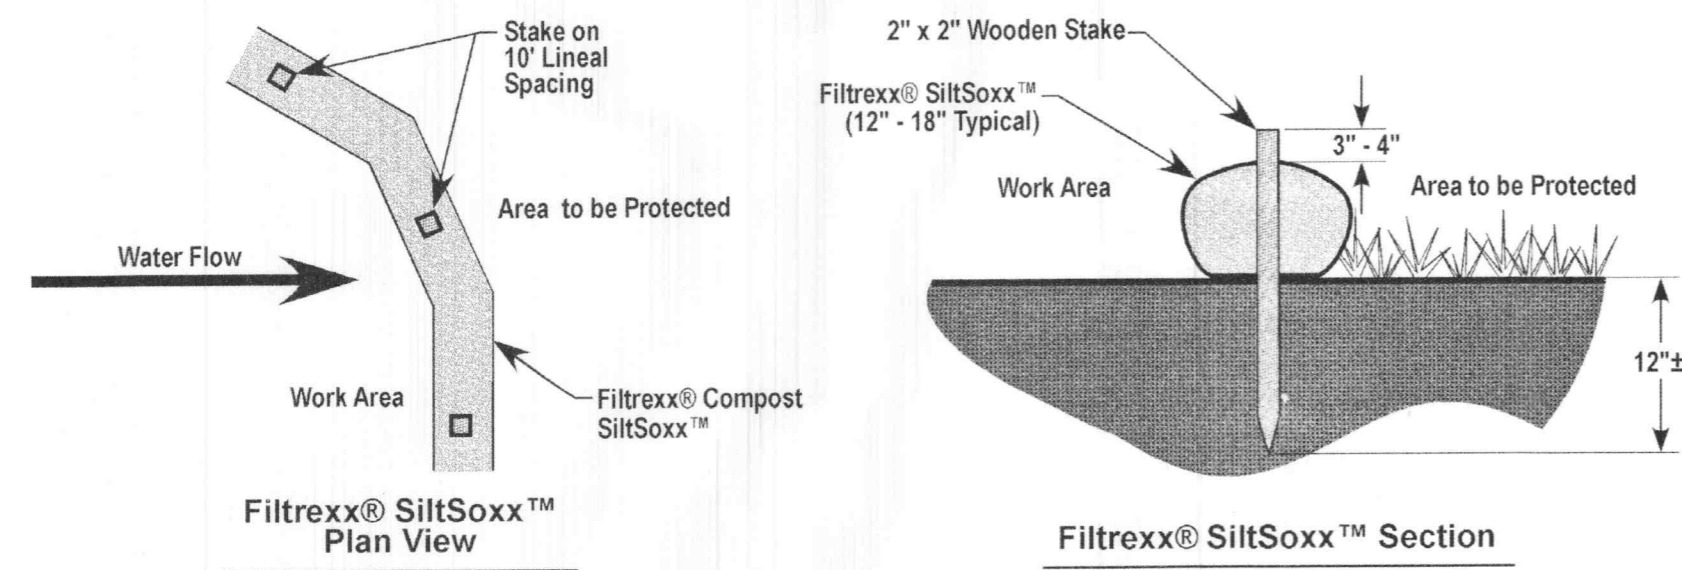 Stake on
10' Lineal
Spacing
Area to be Protected
Water Flow
Work Area
Filtrexx® Compost
SiltSoxx™
Filtrexx® SiltSoxx™
Plan View
2" x 2" Wooden Stake
Filtrexx® SiltSoxx™
(12" - 18" Typical)
3" - 4"
Work Area
Area to be Protected
12"±
Filtrexx® SiltSoxx™ Section